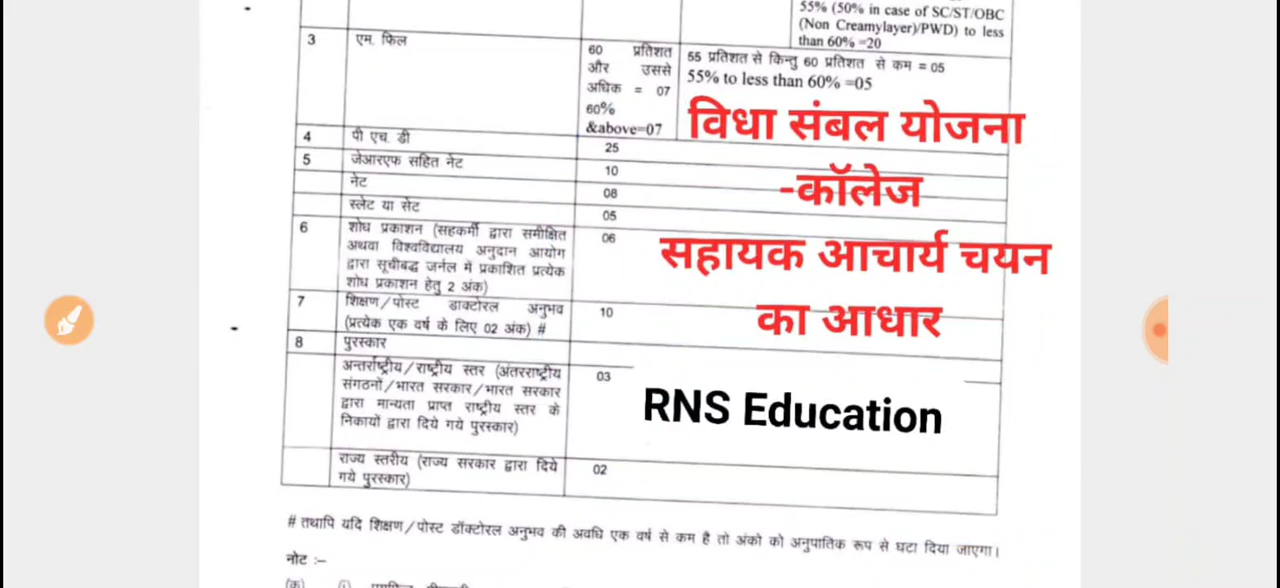 55% (50% in case of SC/ST/OBC
(Non Creamylayer)/PWD) to less
than 60% =20
3
एम. फिल
60 प्रतिशत
और उससे
अधिक = 07
60%
&above=07
55 प्रतिशत से किन्तु 60 प्रतिशत से कम = 05
55% to less than 60% =05
विधा संबल योजना
-कॉलेज
सहायक आचार्य चयन
का आधार
4
पी एच. डी
25
5
जेआरएफ सहित नेट
10
नेट
08
स्लेट या सेट
05
6
शोध प्रकाशन (सहकर्मी द्वारा समीक्षित
अथवा विश्वविद्यालय अनुदान आयोग
द्वारा सूचीबद्ध जर्नल में प्रकाशित प्रत्येक
शोध प्रकाशन हेतु 2 अंक)
06
7
शिक्षण/पोस्ट डाक्टोरल अनुभव
(प्रत्येक एक वर्ष के लिए 02 अंक) #
10
8
पुरस्कार
अन्तर्राष्ट्रीय/राष्ट्रीय स्तर (अंतरराष्ट्रीय
संगठनों/भारत सरकार/भारत सरकार
द्वारा मान्यता प्राप्त राष्ट्रीय स्तर के
निकायों द्वारा दिये गये पुरस्कार)
03
RNS Education
राज्य स्तरीय (राज्य सरकार द्वारा दिये
गये पुरस्कार)
02
# तथापि यदि शिक्षण/पोस्ट डॉक्टोरल अनुभव की अवधि एक वर्ष से कम है तो अंको को अनुपातिक रूप से घटा दिया जाएगा।
नोट :–
(क) (i)